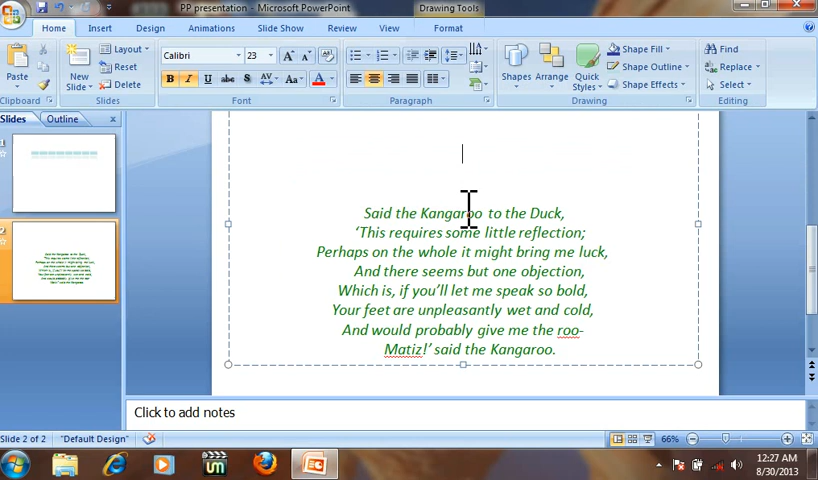 PP presentation - Microsoft PowerPoint
Drawing Tools
Home Insert Design Animations Slide Show Review View Format
Paste
Clipboard
New
Slide
Layout
Reset
Delete
Slides
Calibri 23
B I U abc S AV Aa A
Font
Paragraph
Shapes
Arrange
Quick
Styles
Shape Fill
Shape Outline
Shape Effects
Drawing
Find
Replace
Select
Editing
Slides Outline
1
2
Said the Kangaroo to the Duck,
‘This requires some little reflection;
Perhaps on the whole it might bring me luck,
And there seems but one objection,
Which is, if you’ll let me speak so bold,
Your feet are unpleasantly wet and cold,
And would probably give me the roo-
Matiz!’ said the Kangaroo.
Click to add notes
Slide 2 of 2 "Default Design" 66%
12:27 AM
8/30/2013